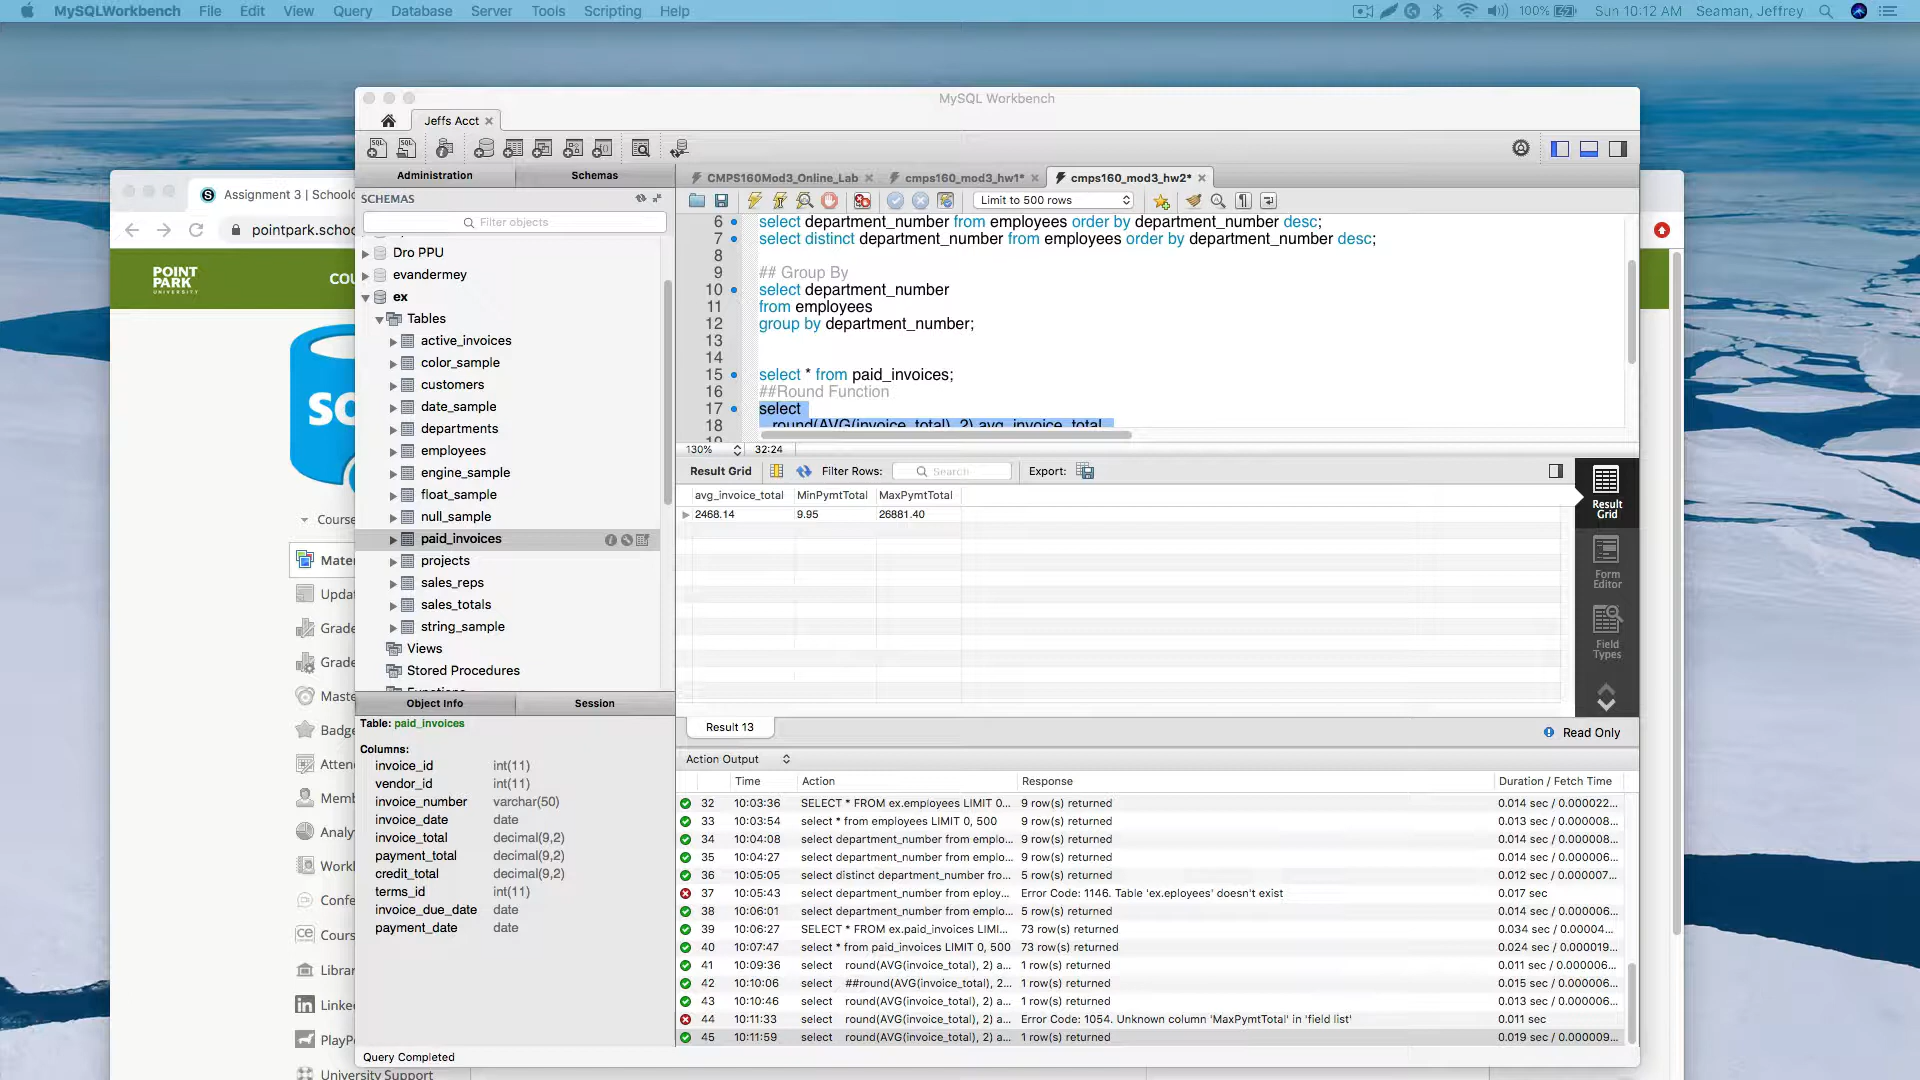 MySQLWorkbench File Edit View Query Database Server Tools Scripting Help 100% Sun 10:12 AM Seaman, Jeffrey
MySQL Workbench
Jeffs Acct
Administration Schemas
SCHEMAS
Filter objects
Dro PPU
evandermey
ex
Tables
active_invoices
color_sample
customers
date_sample
departments
employees
engine_sample
float_sample
null_sample
paid_invoices
projects
sales_reps
sales_totals
string_sample
Views
Stored Procedures
Functions
Object Info Session
Table: paid_invoices
Columns:
invoice_id int(11)
vendor_id int(11)
invoice_number varchar(50)
invoice_date date
invoice_total decimal(9,2)
payment_total decimal(9,2)
credit_total decimal(9,2)
terms_id int(11)
invoice_due_date date
payment_date date
Query Completed
CMPS160Mod3_Online_Lab cmps160_mod3_hw1* cmps160_mod3_hw2*
Limit to 500 rows
6 select department_number from employees order by department_number desc;
7 select distinct department_number from employees order by department_number desc;
8
9 ## Group By
10 select department_number
11 from employees
12 group by department_number;
13
14
15 select * from paid_invoices;
16 ##Round Function
17 select
18 round(AVG(invoice_total), 2) avg_invoice_total
19
130% 32:24
Result Grid Filter Rows: Search Export:
avg_invoice_total MinPymtTotal MaxPymtTotal
2468.14 9.95 26881.40
Result Grid
Form Editor
Field Types
Result 13
Read Only
Action Output
Time Action Response Duration / Fetch Time
32 10:03:36 SELECT * FROM ex.employees LIMIT 0... 9 row(s) returned 0.014 sec / 0.000022...
33 10:03:54 select * from employees LIMIT 0, 500 9 row(s) returned 0.013 sec / 0.000008...
34 10:04:08 select department_number from emplo... 9 row(s) returned 0.014 sec / 0.000008...
35 10:04:27 select department_number from emplo... 9 row(s) returned 0.014 sec / 0.000006...
36 10:05:05 select distinct department_number fro... 5 row(s) returned 0.012 sec / 0.000007...
37 10:05:43 select department_number from eploy... Error Code: 1146. Table 'ex.eployees' doesn't exist 0.017 sec
38 10:06:01 select department_number from emplo... 5 row(s) returned 0.014 sec / 0.000006...
39 10:06:27 SELECT * FROM ex.paid_invoices LIMI... 73 row(s) returned 0.034 sec / 0.00004...
40 10:07:47 select * from paid_invoices LIMIT 0, 500 73 row(s) returned 0.024 sec / 0.000019...
41 10:09:36 select round(AVG(invoice_total), 2) a... 1 row(s) returned 0.011 sec / 0.000006...
42 10:10:06 select ##round(AVG(invoice_total), 2... 1 row(s) returned 0.015 sec / 0.000006...
43 10:10:46 select round(AVG(invoice_total), 2) a... 1 row(s) returned 0.013 sec / 0.000006...
44 10:11:33 select round(AVG(invoice_total), 2) a... Error Code: 1054. Unknown column 'MaxPymtTotal' in 'field list' 0.011 sec
45 10:11:59 select round(AVG(invoice_total), 2) a... 1 row(s) returned 0.019 sec / 0.000009...
Assignment 3 | Schoolo
pointpark.schoo
POINT
PARK
UNIVERSITY
COU
SQ
Course
Mater
Updat
Grade
Grade
Maste
Badge
Atten
Memb
Analy
Workl
Confe
Cours
Librar
Linke
PlayPo
University Support